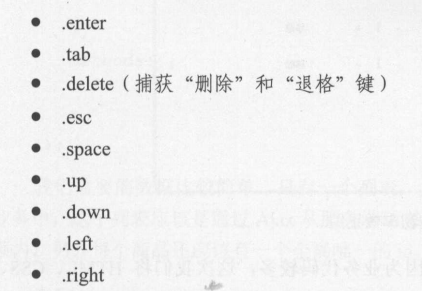 ● .enter
● .tab
● .delete（捕获“删除”和“退格”键）
● .esc
● .space
● .up
● .down
● .left
● .right